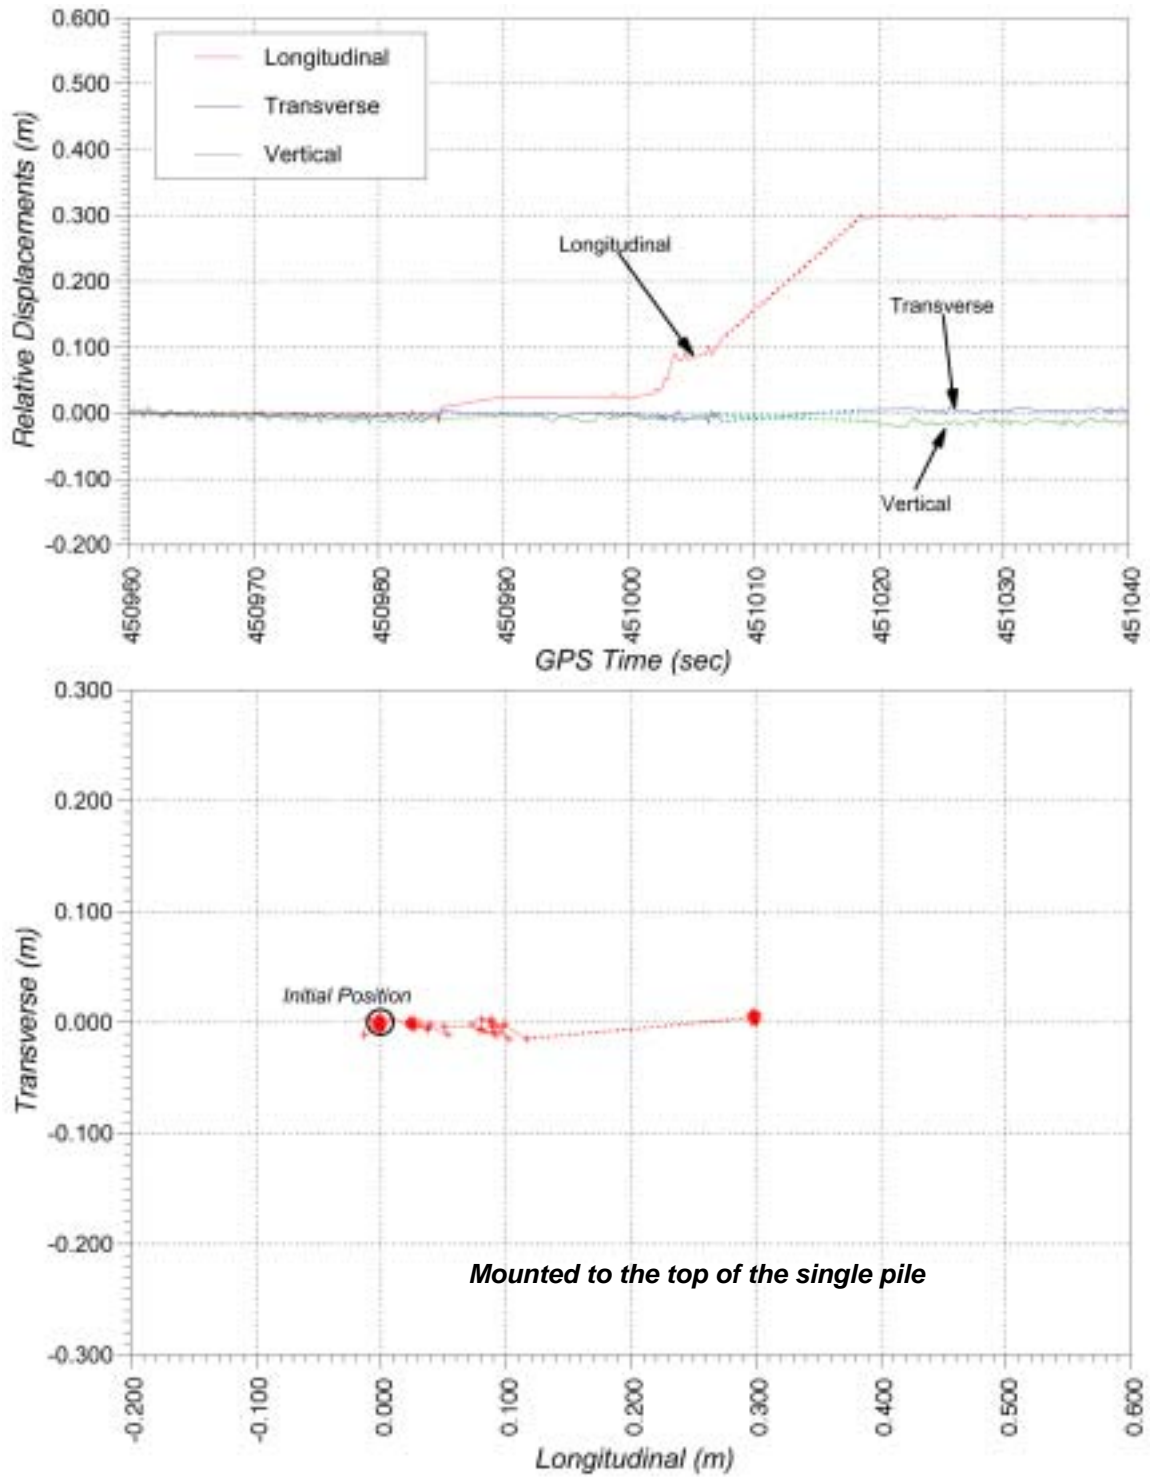 0.600
0.500
0.400
0.300
0.200
0.100
0.000
-0.100
-0.200
Relative Displacements (m)
Longitudinal
Transverse
Vertical
Longitudinal
Transverse
Vertical
450960
450970
450980
450990
451000
451010
451020
451030
451040
GPS Time (sec)
0.300
0.200
0.100
0.000
-0.100
-0.200
-0.300
Transverse (m)
Initial Position
Mounted to the top of the single pile
-0.200
-0.100
0.000
0.100
0.200
0.300
0.400
0.500
0.600
Longitudinal (m)